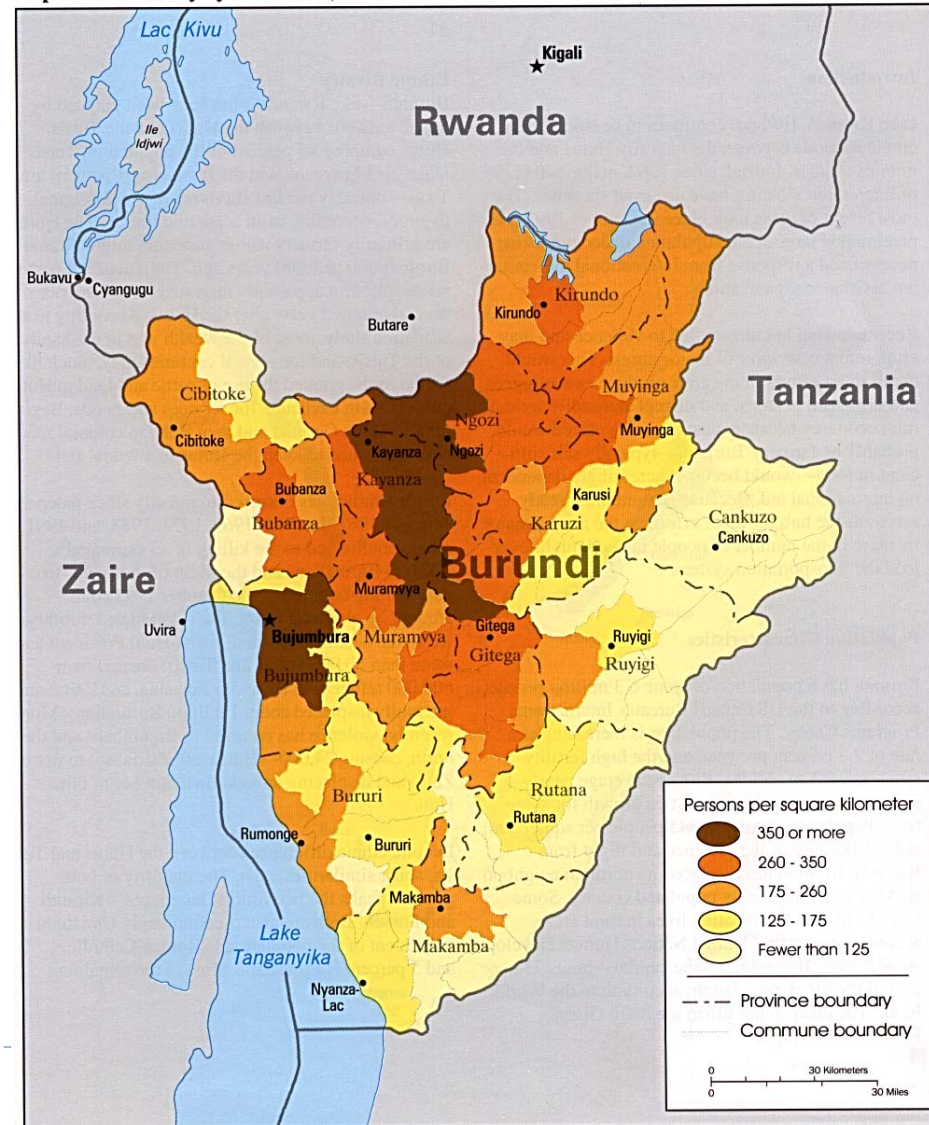 Lac Kivu
Kigali
Rwanda
Ile
Idjwi
Bukavu
Cyangugu
Butare
Kirundo
Kirundo
Tanzania
Cibitoke
Cibitoke
Muyinga
Muyinga
Ngozi
Ngozi
Kayanza
Kayanza
Bubanza
Bubanza
Karusi
Karuzi
Cankuzo
Cankuzo
Zaire
Burundi
Muramvya
Muramvya
Uvira
Bujumbura
Bujumbura
Gitega
Gitega
Ruyigi
Ruyigi
Bururi
Bururi
Rutana
Rutana
Rumonge
Makamba
Makamba
Lake
Tanganyika
Nyanza-
Lac
Persons per square kilometer
350 or more
260 - 350
175 - 260
125 - 175
Fewer than 125
Province boundary
Commune boundary
0 30 Kilometers
0 30 Miles